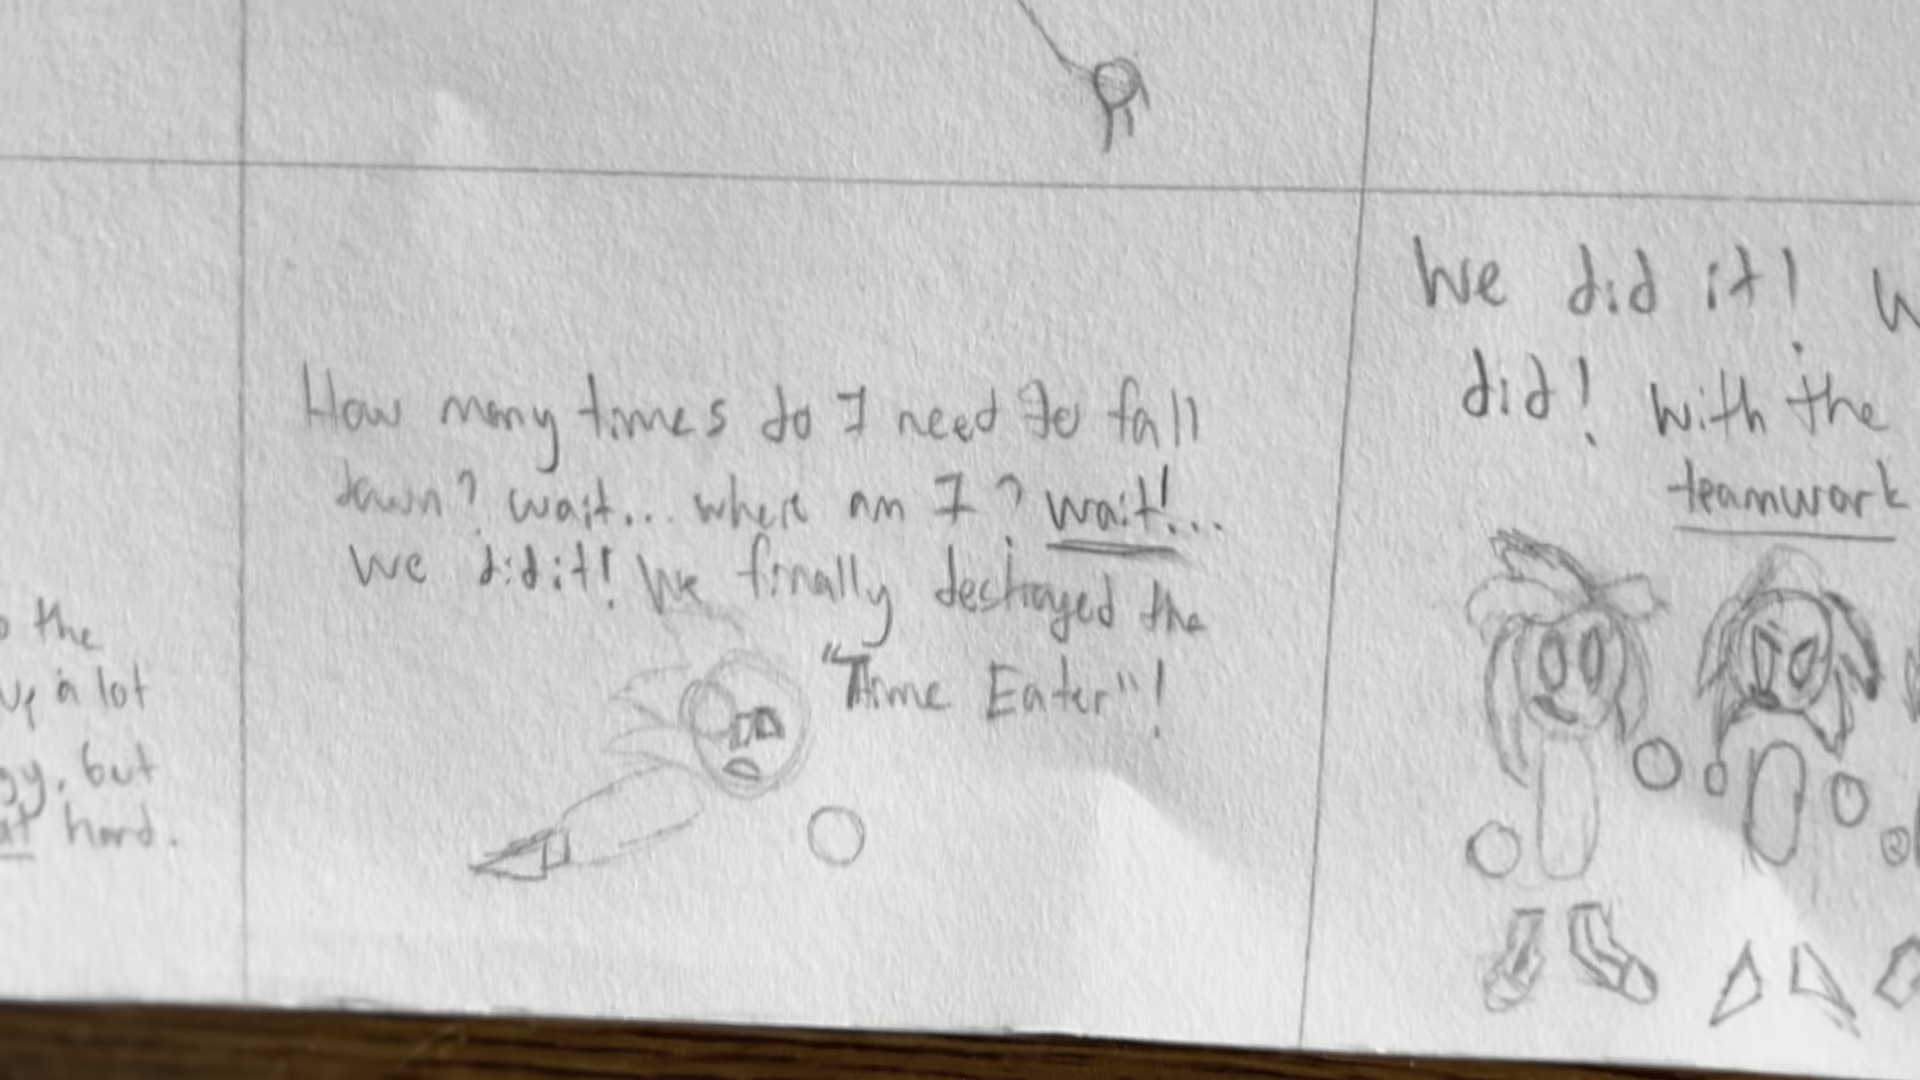 the
up a lot
but
hard.
How many times do I need to fall
down? wait... where am I? wait!...
we did it! We finally destroyed the
"Time Eater"!
We did it! W
did! with the
teamwork